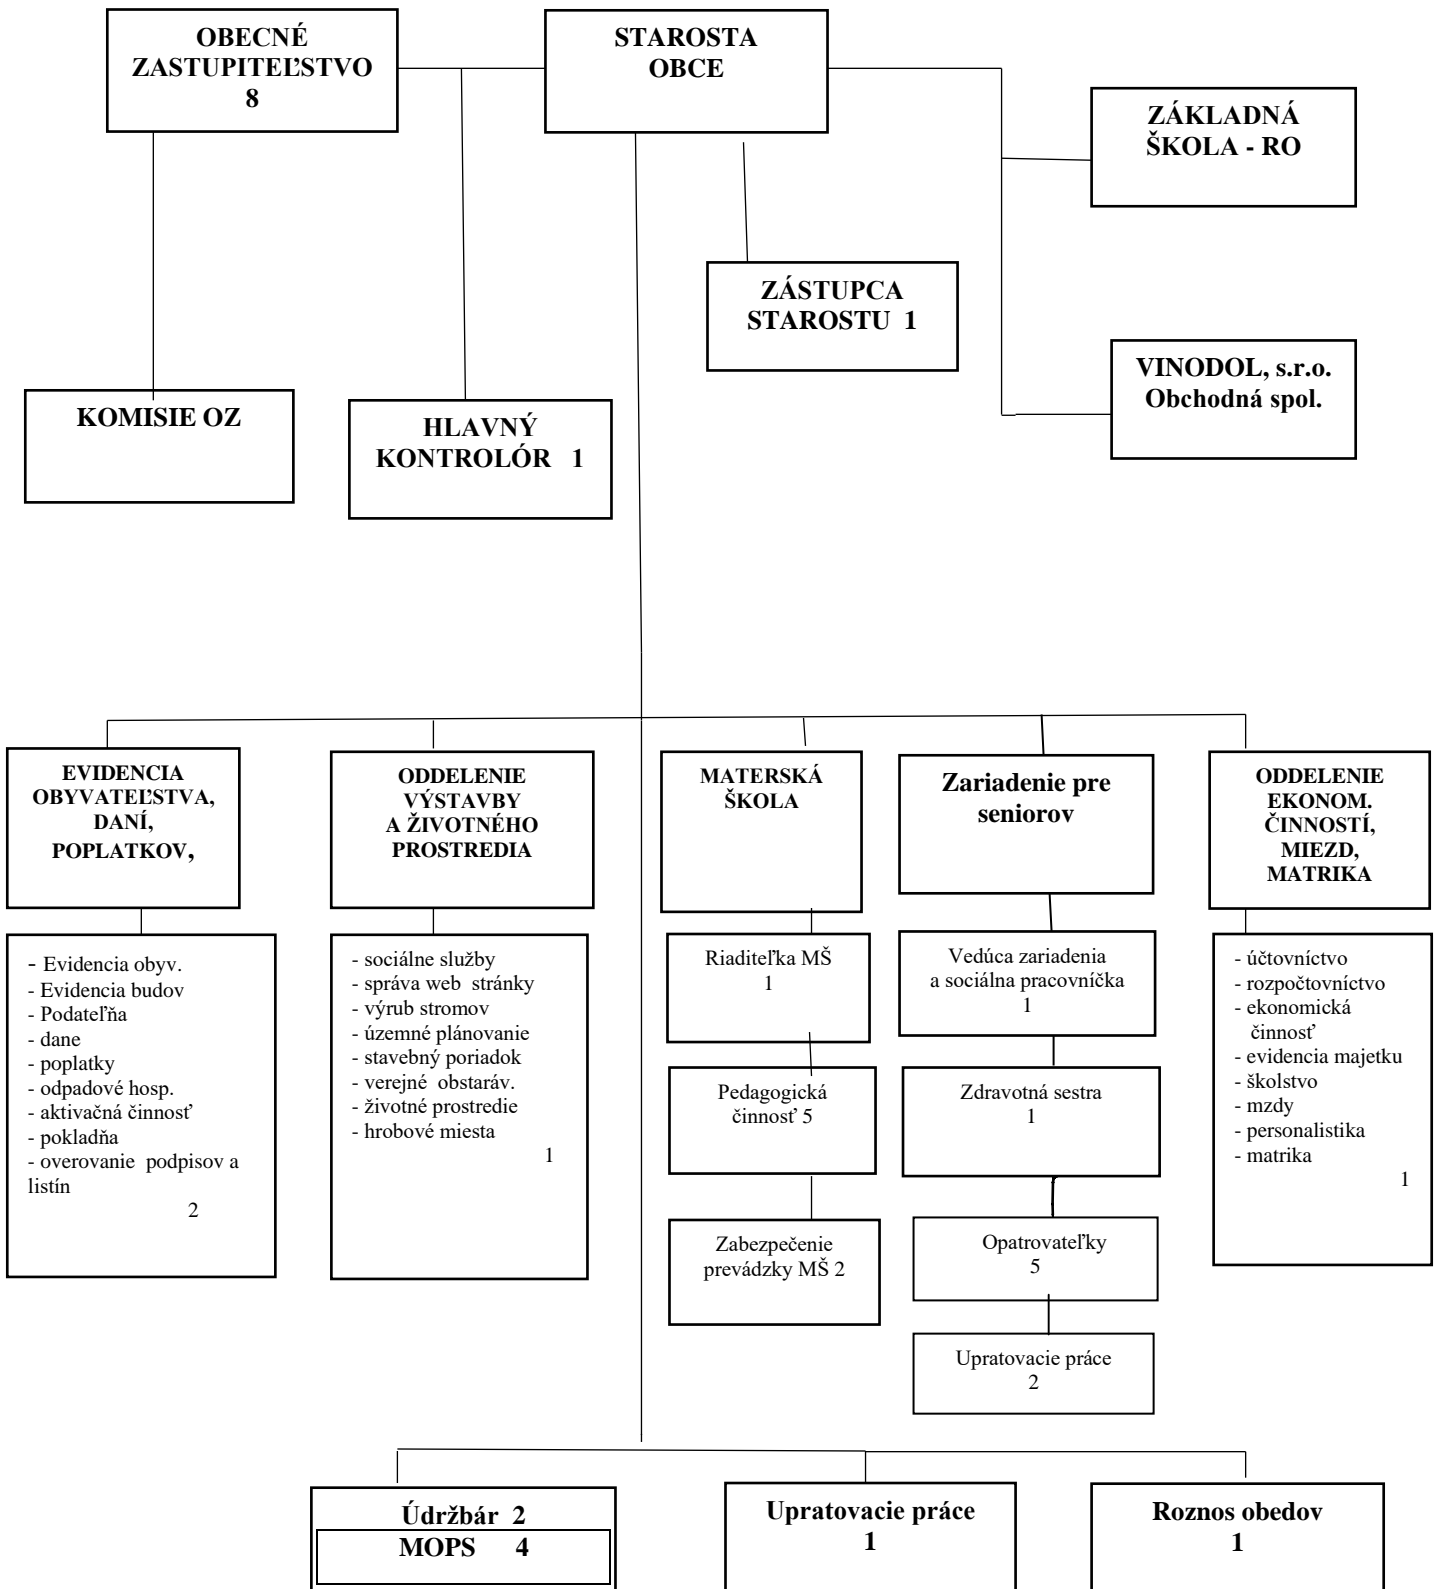 OBECNÉ
ZASTUPITEĽSTVO
8
STAROSTA
OBCE
ZÁKLADNÁ
ŠKOLA - RO
ZÁSTUPCA
STAROSTU 1
VINODOL, s.r.o.
Obchodná spol.
KOMISIE OZ
HLAVNÝ
KONTROLÓR 1
EVIDENCIA
OBYVATEĽSTVA,
DANÍ,
POPLATKOV,
ODDELENIE
VÝSTAVBY
A ŽIVOTNÉHO
PROSTREDIA
MATERSKÁ
ŠKOLA
Zariadenie pre
seniorov
ODDELENIE
EKONOM.
ČINNOSTÍ,
MIEZD,
MATRIKA
- Evidencia obyv.
- Evidencia budov
- Podateľňa
- dane
- poplatky
- odpadové hosp.
- aktivačná činnosť
- pokladňa
- overovanie podpisov a
listín
2
- sociálne služby
- správa web stránky
- výrub stromov
- územné plánovanie
- stavebný poriadok
- verejné obstaráv.
- životné prostredie
- hrobové miesta
1
Riaditeľka MŠ
1
Pedagogická
činnosť 5
Zabezpečenie
prevádzky MŠ 2
Vedúca zariadenia
a sociálna pracovníčka
1
Zdravotná sestra
1
Opatrovateľky
5
Upratovacie práce
2
- účtovníctvo
- rozpočtovníctvo
- ekonomická
činnosť
- evidencia majetku
- školstvo
- mzdy
- personalistika
- matrika
1
Údržbár 2
MOPS 4
Upratovacie práce
1
Roznos obedov
1